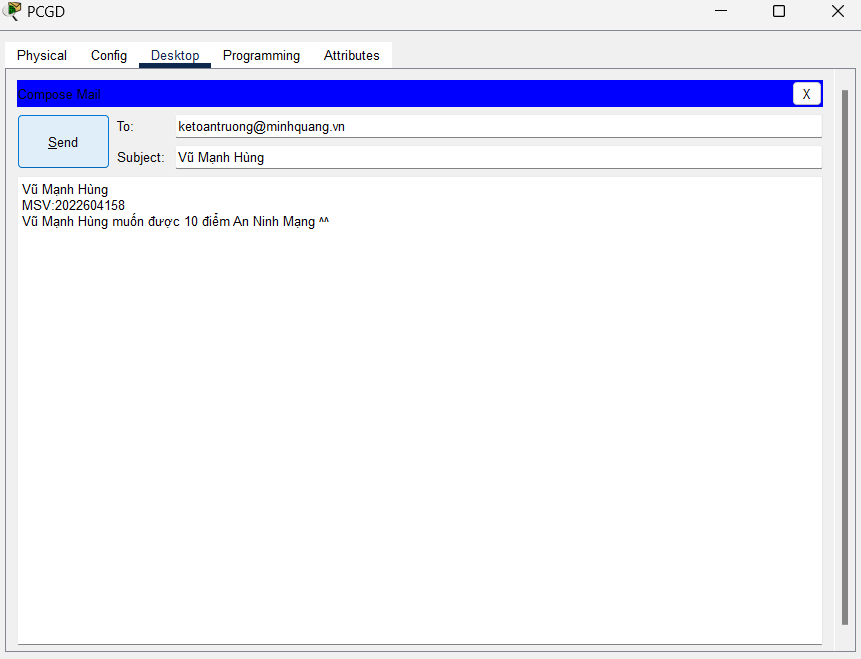 PCGD
Physical Config Desktop Programming Attributes
Compose Mail
X
Send
To: ketoantruong@minhquang.vn
Subject: Vũ Mạnh Hùng
Vũ Mạnh Hùng
MSV:2022604158
Vũ Mạnh Hùng muốn được 10 điểm An Ninh Mạng ^^